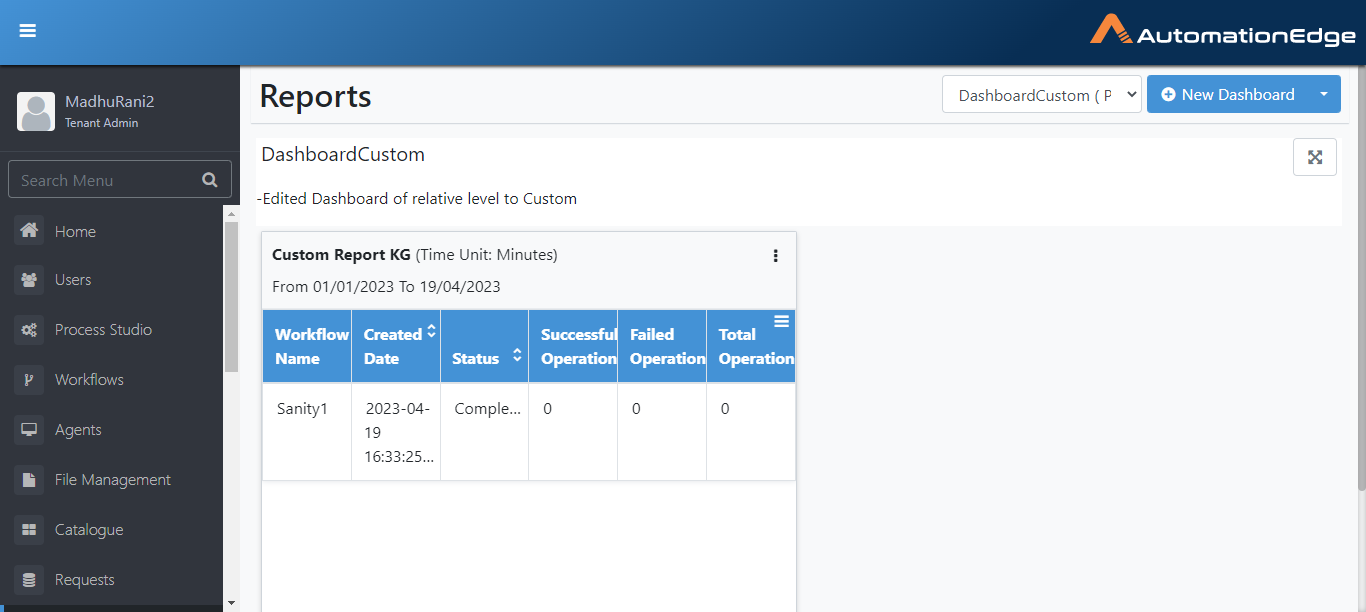 AutomationEdge
MadhuRani2
Tenant Admin
Search Menu
Home
Users
Process Studio
Workflows
Agents
File Management
Catalogue
Requests
Reports
DashboardCustom ( P
New Dashboard
DashboardCustom
-Edited Dashboard of relative level to Custom
Custom Report KG (Time Unit: Minutes)
From 01/01/2023 To 19/04/2023
Workflow Name
Created Date
Status
Successful Operation
Failed Operation
Total Operation
Sanity1
2023-04-
19
16:33:25...
Comple...
0
0
0